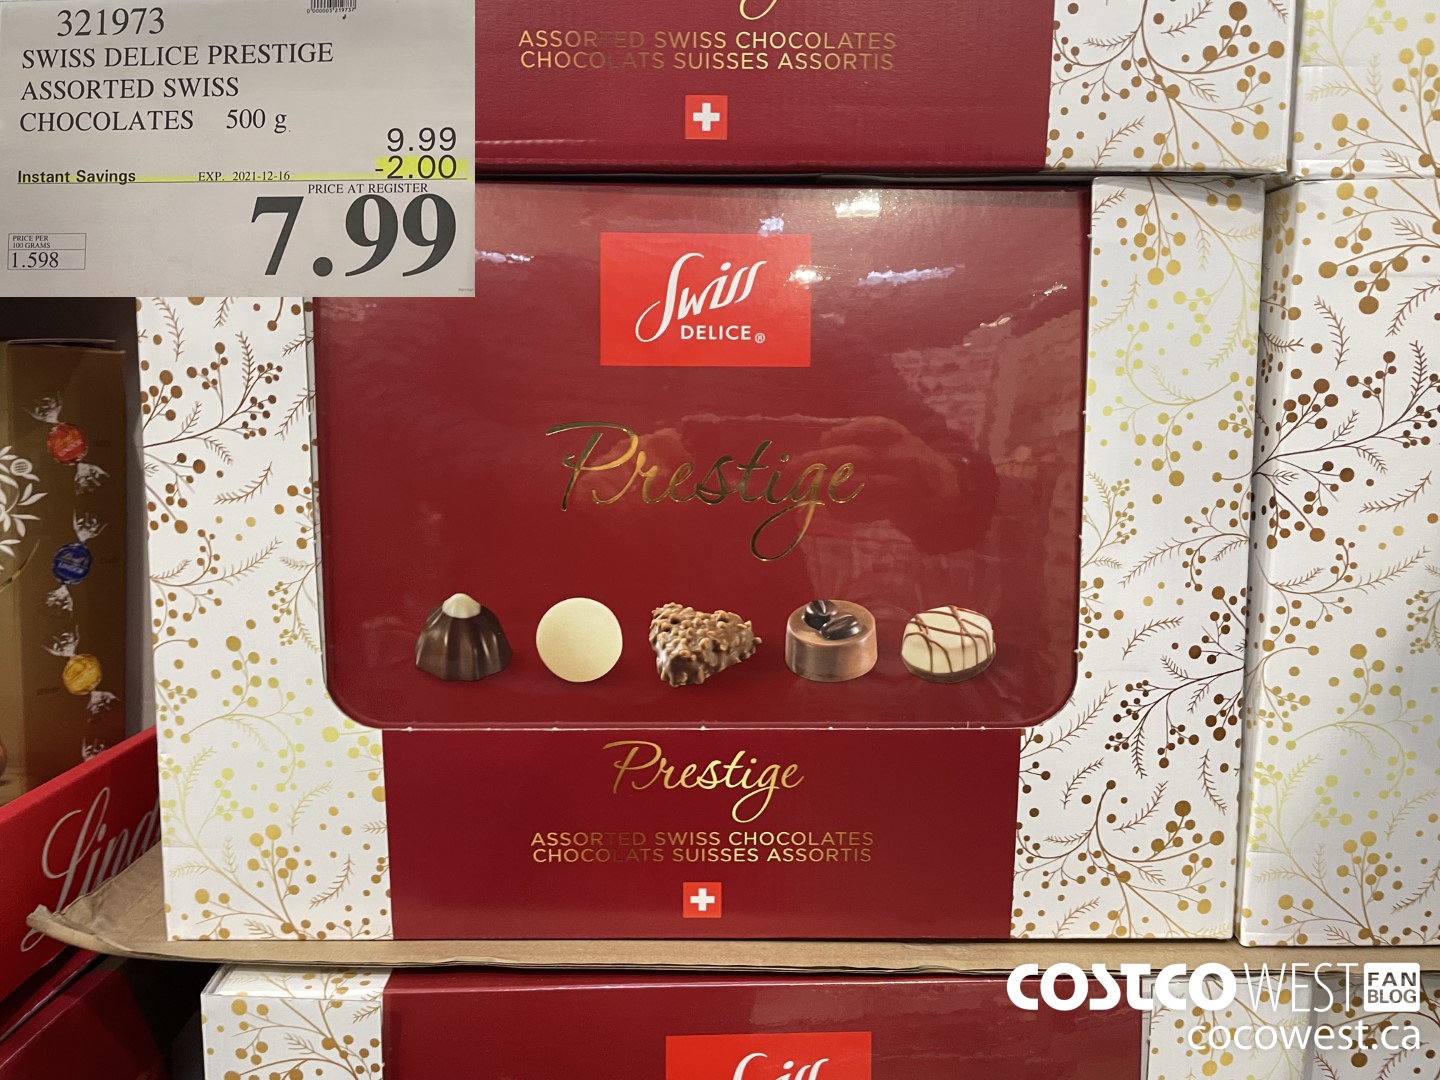 321973
SWISS DELICE PRESTIGE
ASSORTED SWISS
CHOCOLATES 500 g
9.99
-2.00
Instant Savings EXP. 2021-12-16
PRICE AT REGISTER
7.99
PRICE PER
100 GRAMS
1.598
ASSORTED SWISS CHOCOLATES
CHOCOLATS SUISSES ASSORTIS
Swiss
DELICE®
Prestige
Prestige
ASSORTED SWISS CHOCOLATES
CHOCOLATS SUISSES ASSORTIS
Lind
Swiss
COSTCO WEST FAN BLOG
cocowest.ca